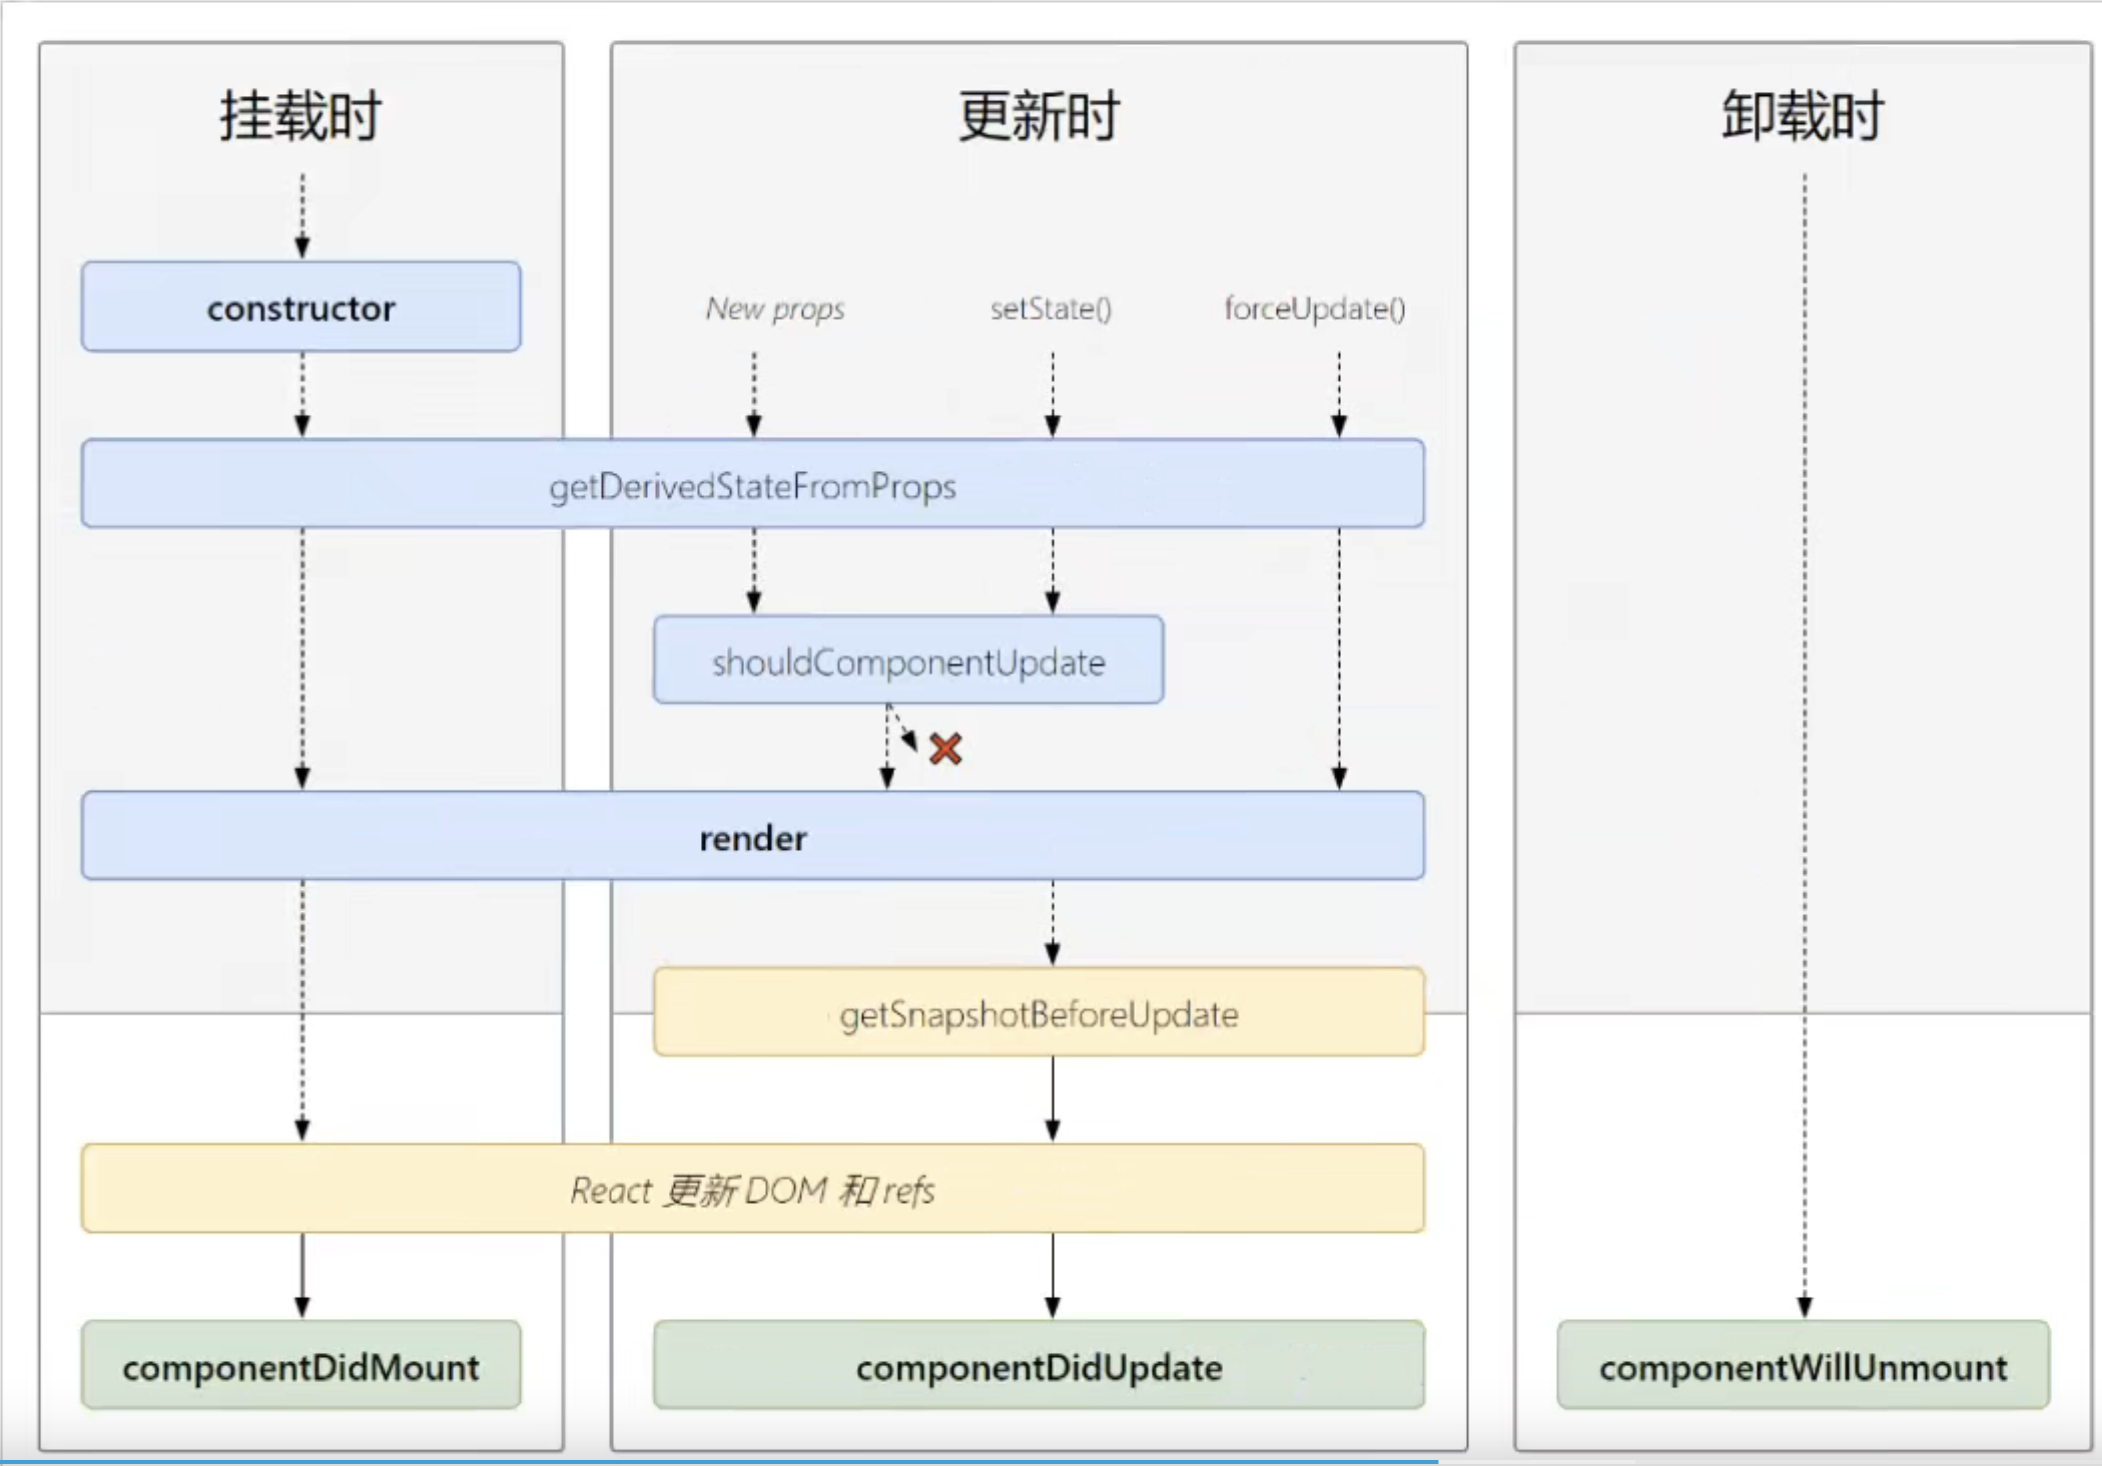 挂载时
更新时
卸载时
constructor
New props
setState()
forceUpdate()
getDerivedStateFromProps
shouldComponentUpdate
render
getSnapshotBeforeUpdate
React 更新 DOM 和 refs
componentDidMount
componentDidUpdate
componentWillUnmount